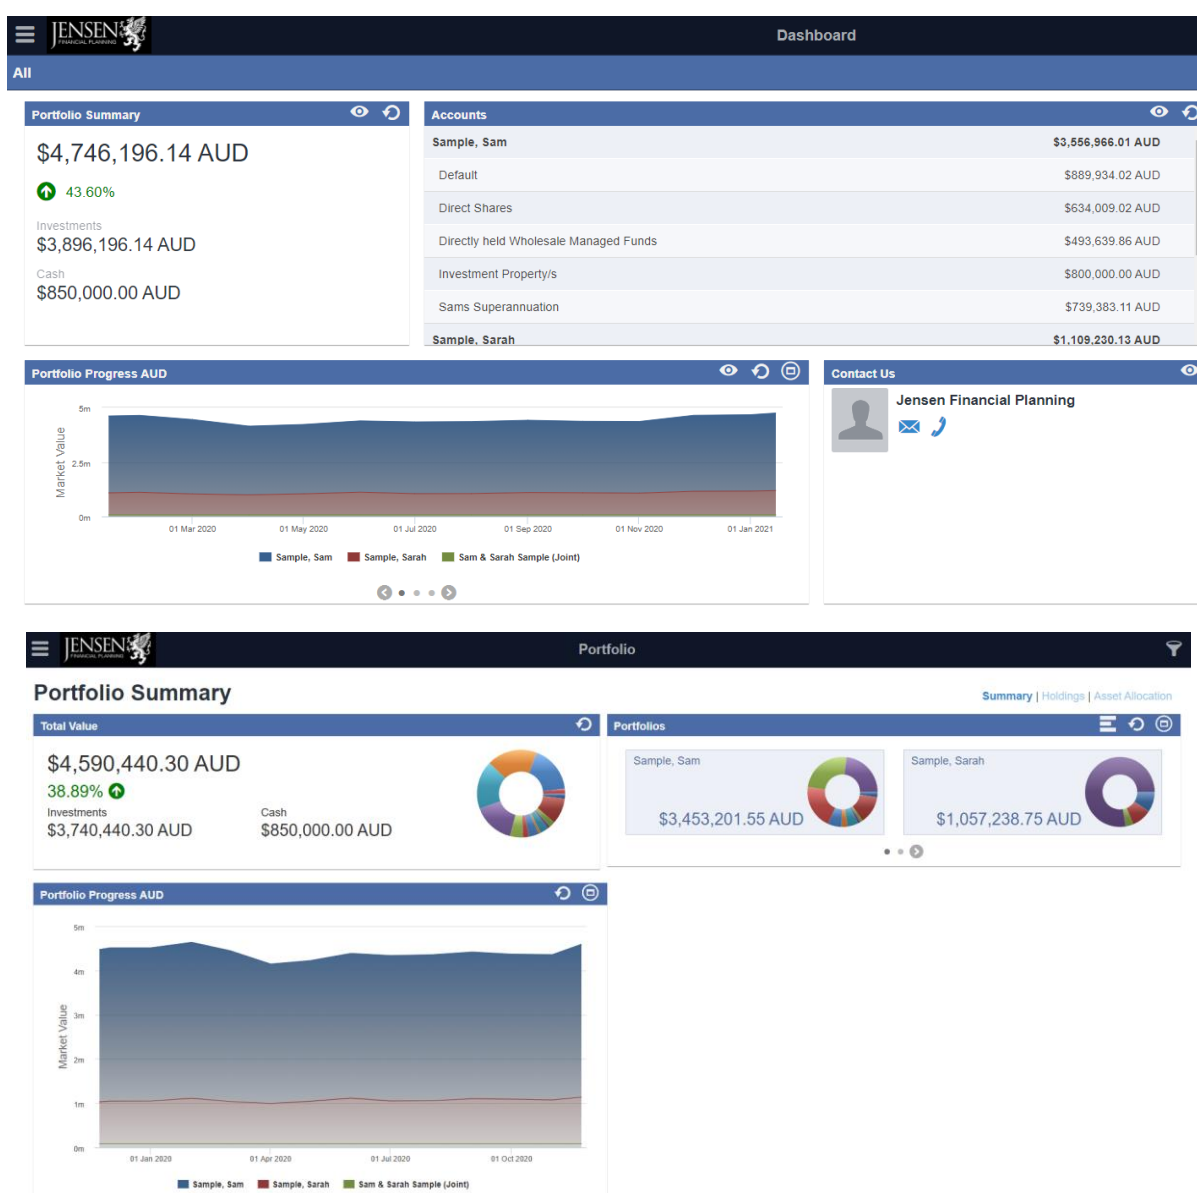 JENSEN
FINANCIAL PLANNING
Dashboard
All
Portfolio Summary
$4,746,196.14 AUD
43.60%
Investments
$3,896,196.14 AUD
Cash
$850,000.00 AUD
Accounts
Sample, Sam $3,556,966.01 AUD
Default $889,934.02 AUD
Direct Shares $634,009.02 AUD
Directly held Wholesale Managed Funds $493,639.86 AUD
Investment Property/s $800,000.00 AUD
Sams Superannuation $739,383.11 AUD
Sample, Sarah $1,109,230.13 AUD
Portfolio Progress AUD
Market Value
5m
2.5m
0m
01 Mar 2020 01 May 2020 01 Jul 2020 01 Sep 2020 01 Nov 2020 01 Jan 2021
Sample, Sam Sample, Sarah Sam & Sarah Sample (Joint)
Contact Us
Jensen Financial Planning
JENSEN
FINANCIAL PLANNING
Portfolio
Portfolio Summary
Summary | Holdings | Asset Allocation
Total Value
$4,590,440.30 AUD
38.89%
Investments
$3,740,440.30 AUD
Cash
$850,000.00 AUD
Portfolios
Sample, Sam
$3,453,201.55 AUD
Sample, Sarah
$1,057,238.75 AUD
Portfolio Progress AUD
Market Value
5m
4m
3m
2m
1m
0m
01 Jan 2020 01 Apr 2020 01 Jul 2020 01 Oct 2020
Sample, Sam Sample, Sarah Sam & Sarah Sample (Joint)